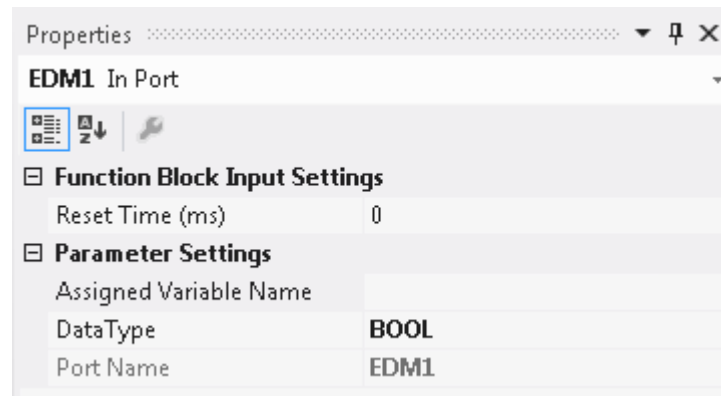 Properties
EDM1 In Port
Function Block Input Settings
Reset Time (ms) 0
Parameter Settings
Assigned Variable Name
DataType BOOL
Port Name EDM1